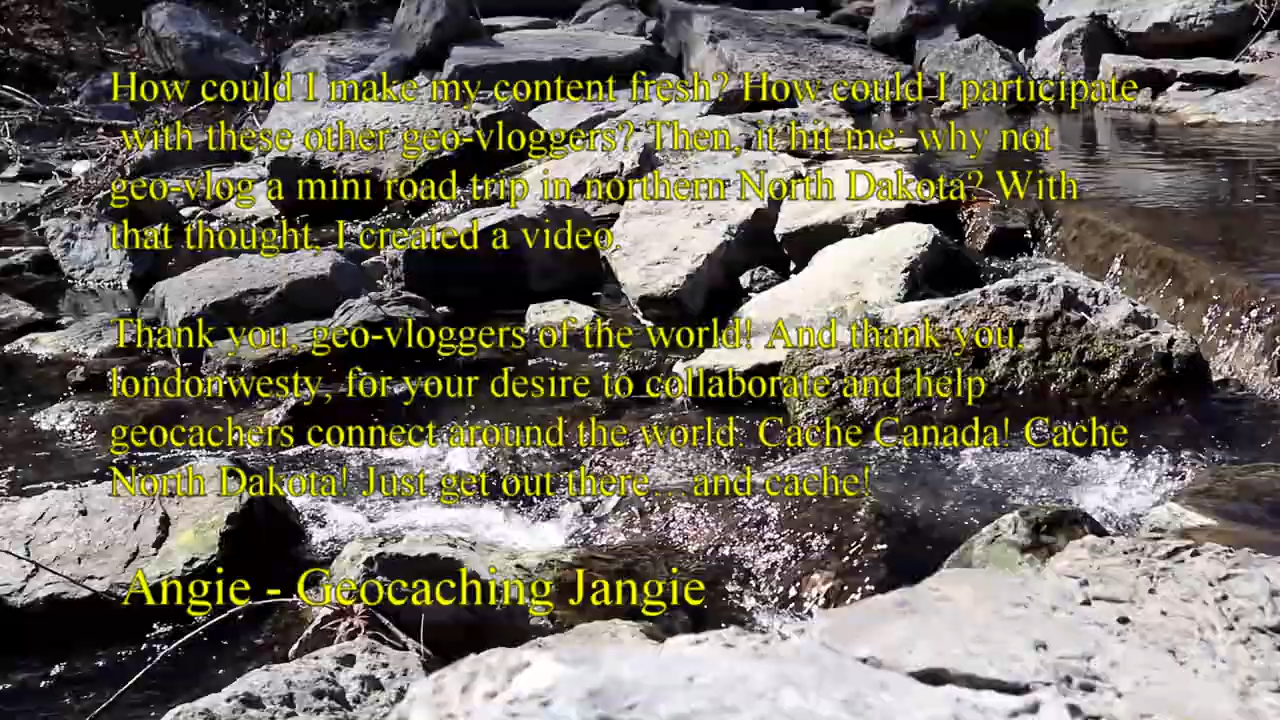 How could I make my content fresh? How could I participate
with these other geo-vloggers? Then, it hit me: why not
geo-vlog a mini road trip in northern North Dakota? With
that thought, I created a video.
Thank you, geo-vloggers of the world! And thank you,
londonwesty, for your desire to collaborate and help
geocachers connect around the world. Cache Canada! Cache
North Dakota! Just get out there... and cache!
Angie - Geocaching Jangie